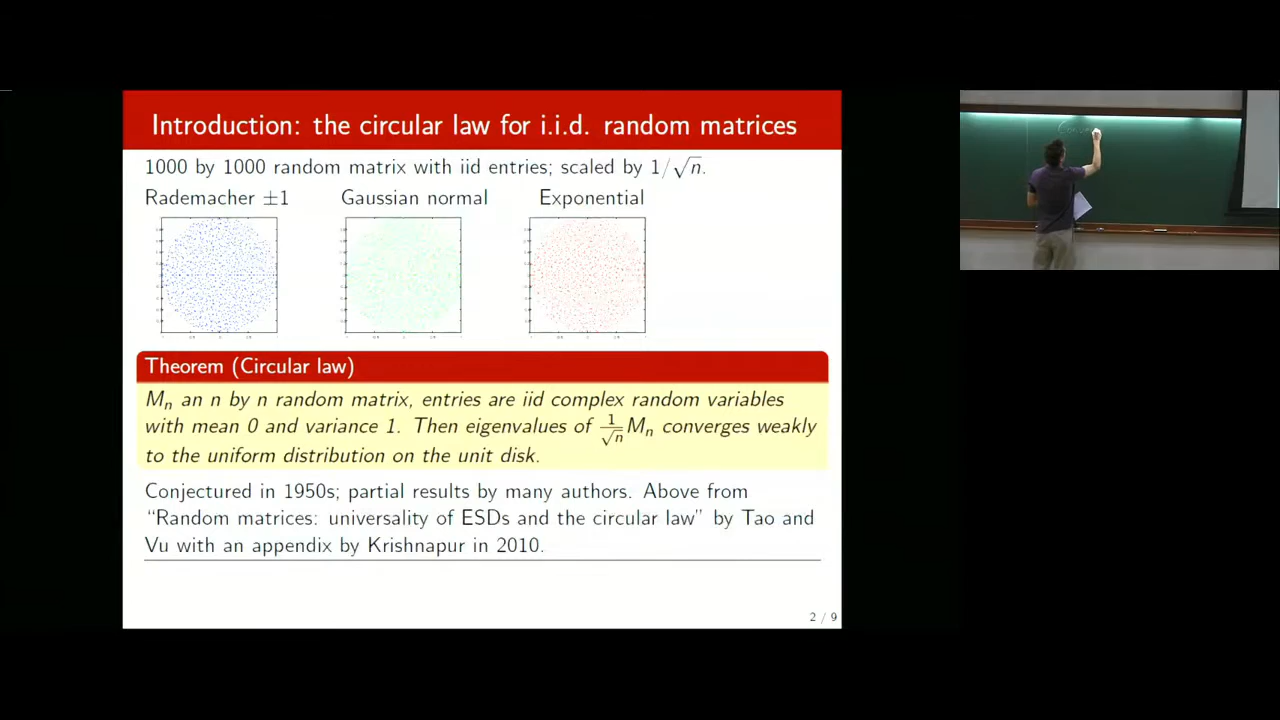 Introduction: the circular law for i.i.d. random matrices
1000 by 1000 random matrix with iid entries; scaled by 1/√n.
Rademacher ±1 Gaussian normal Exponential
Theorem (Circular law)
Mₙ an n by n random matrix, entries are iid complex random variables
with mean 0 and variance 1. Then eigenvalues of 1/√n Mₙ converges weakly
to the uniform distribution on the unit disk.
Conjectured in 1950s; partial results by many authors. Above from
“Random matrices: universality of ESDs and the circular law” by Tao and
Vu with an appendix by Krishnapur in 2010.
2 / 9